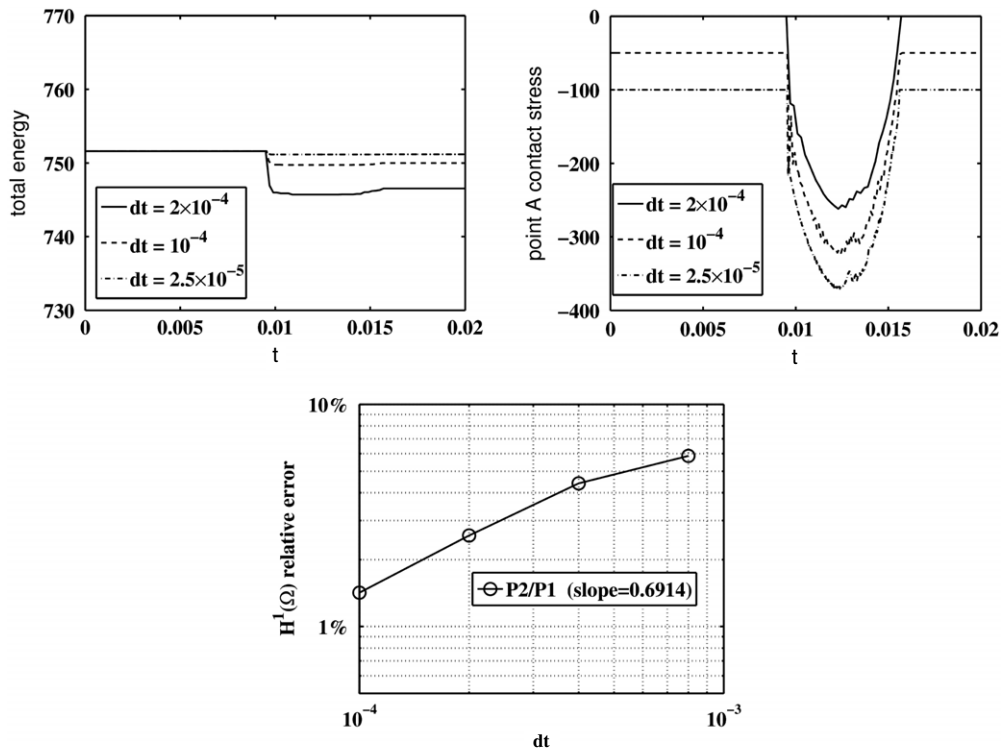 770
760
750
740
730
total energy
dt = 2×10⁻⁴
dt = 10⁻⁴
dt = 2.5×10⁻⁵
0
0.005
0.01
0.015
0.02
t
0
−100
−200
−300
−400
point A contact stress
dt = 2×10⁻⁴
dt = 10⁻⁴
dt = 2.5×10⁻⁵
0
0.005
0.01
0.015
0.02
t
10%
1%
H¹(Ω) relative error
P2/P1 (slope=0.6914)
10⁻⁴
10⁻³
dt